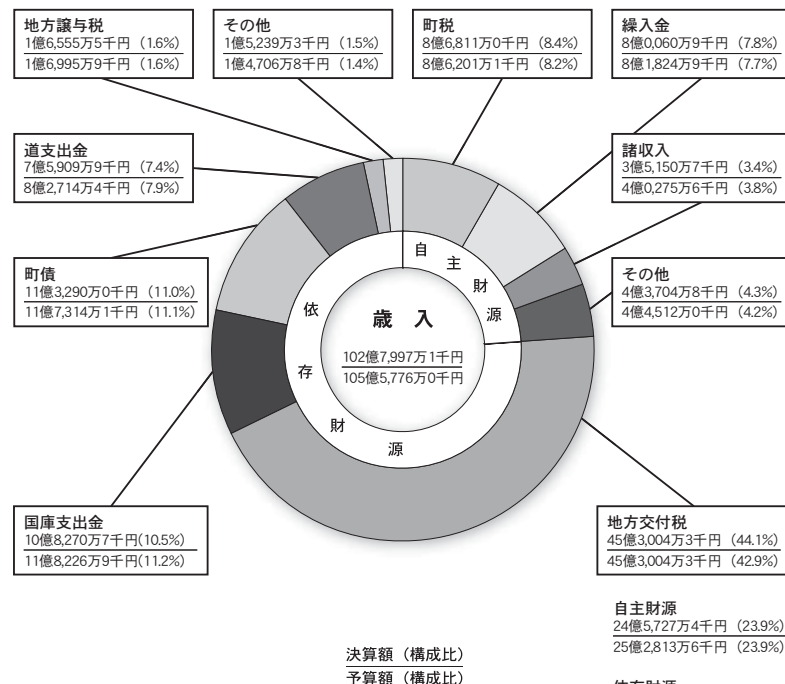 地方譲与税
1億6,555万5千円（1.6%）
1億6,995万9千円（1.6%）
その他
1億5,239万3千円（1.5%）
1億4,706万8千円（1.4%）
町税
8億6,811万0千円（8.4%）
8億6,201万1千円（8.2%）
繰入金
8億0,060万9千円（7.8%）
8億1,824万9千円（7.7%）
道支出金
7億5,909万9千円（7.4%）
8億2,714万4千円（7.9%）
諸収入
3億5,150万7千円（3.4%）
4億0,275万6千円（3.8%）
町債
11億3,290万0千円（11.0%）
11億7,314万1千円（11.1%）
その他
4億3,704万8千円（4.3%）
4億4,512万0千円（4.2%）
自主財源
依存財源
歳入
102億7,997万1千円
105億5,776万0千円
国庫支出金
10億8,270万7千円(10.5%)
11億8,226万9千円(11.2%)
地方交付税
45億3,004万3千円（44.1%）
45億3,004万3千円（42.9%）
自主財源
24億5,727万4千円（23.9%）
25億2,813万6千円（23.9%）
決算額（構成比）
予算額（構成比）